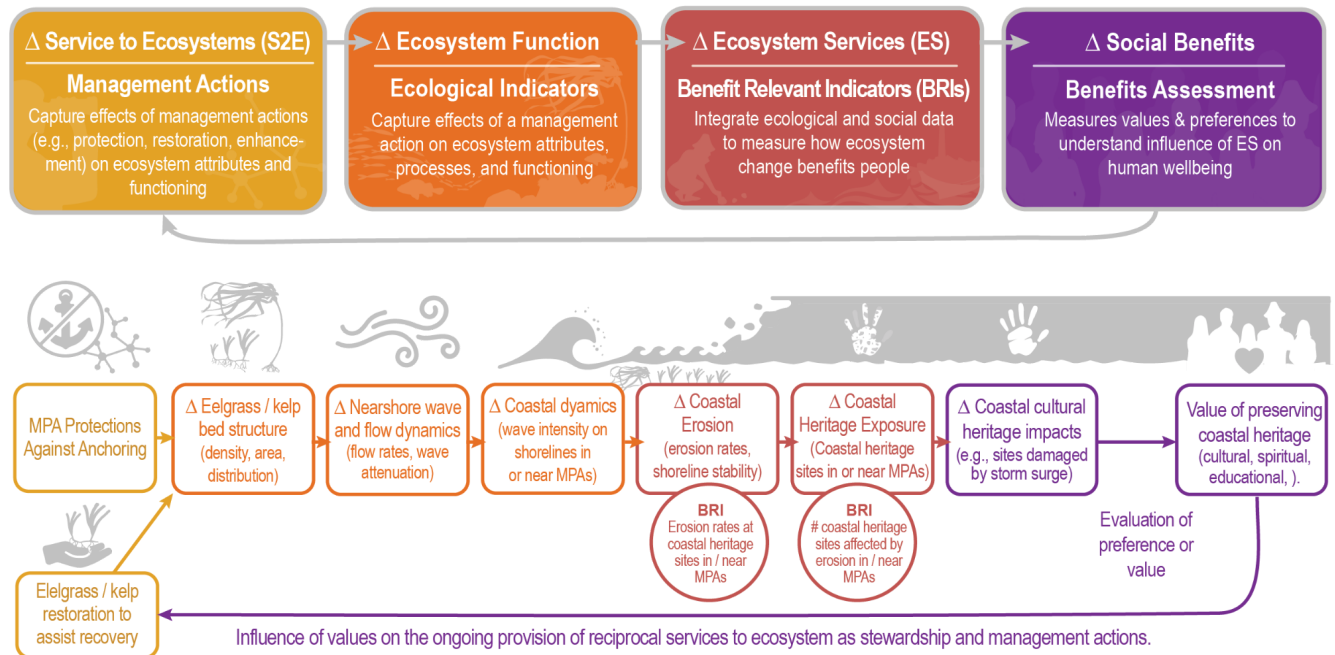 Δ Service to Ecosystems (S2E)
Management Actions
Capture effects of management actions
(e.g., protection, restoration, enhance-
ment) on ecosystem attributes and
functioning
Δ Ecosystem Function
Ecological Indicators
Capture effects of a management
action on ecosystem attributes,
processes, and functioning
Δ Ecosystem Services (ES)
Benefit Relevant Indicators (BRIs)
Integrate ecological and social data
to measure how ecosystem
change benefits people
Δ Social Benefits
Benefits Assessment
Measures values & preferences to
understand influence of ES on
human wellbeing
MPA Protections
Against Anchoring
Δ Eelgrass / kelp
bed structure
(density, area,
distribution)
Δ Nearshore wave
and flow dynamics
(flow rates, wave
attenuation)
Δ Coastal dyamics
(wave intensity on
shorelines in
or near MPAs)
Δ Coastal
Erosion
(erosion rates,
shoreline stability)
Δ Coastal
Heritage Exposure
(Coastal heritage
sites in or near MPAs)
Δ Coastal cultural
heritage impacts
(e.g., sites damaged
by storm surge)
Value of preserving
coastal heritage
(cultural, spiritual,
educational, ).
BRI
Erosion rates at
coastal heritage
sites in / near
MPAs
BRI
# coastal heritage
sites affected by
erosion in / near
MPAs
Evaluation of
preference or
value
Elelgrass / kelp
restoration to
assist recovery
Influence of values on the ongoing provision of reciprocal services to ecosystem as stewardship and management actions.